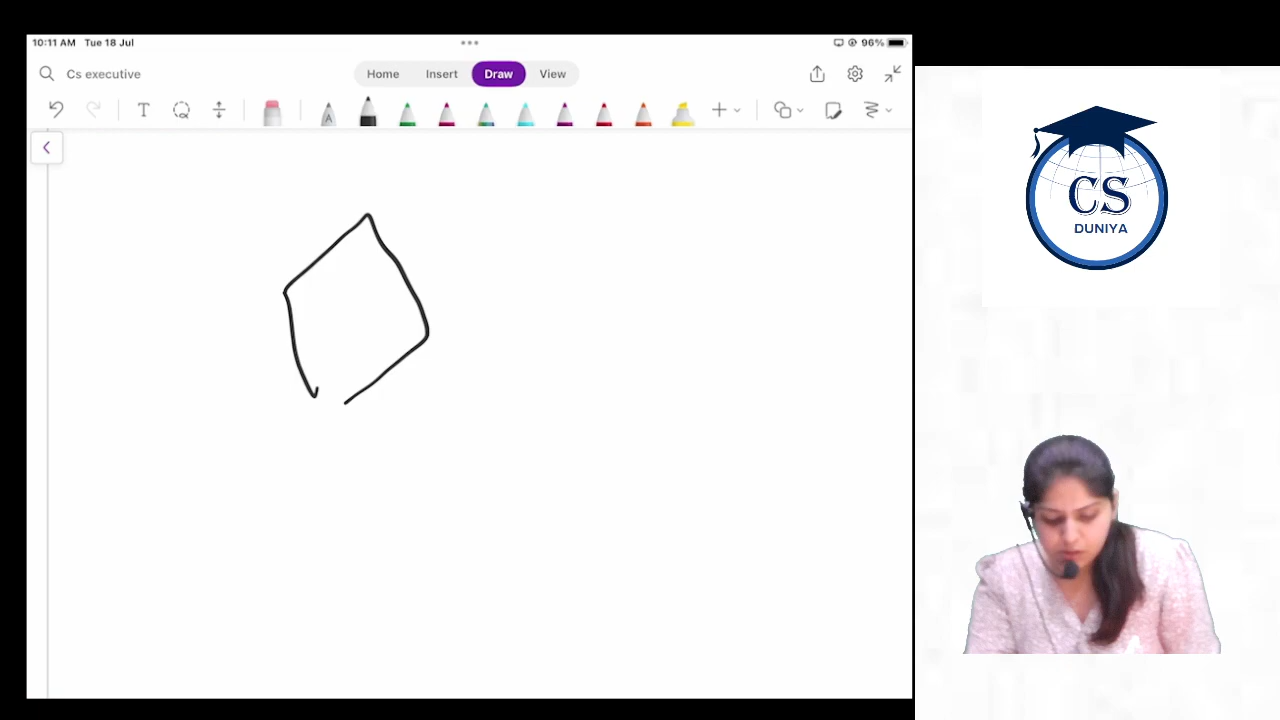 10:11 AM Tue 18 Jul
96%
Cs executive
Home Insert Draw View
T
A
CS
DUNIYA